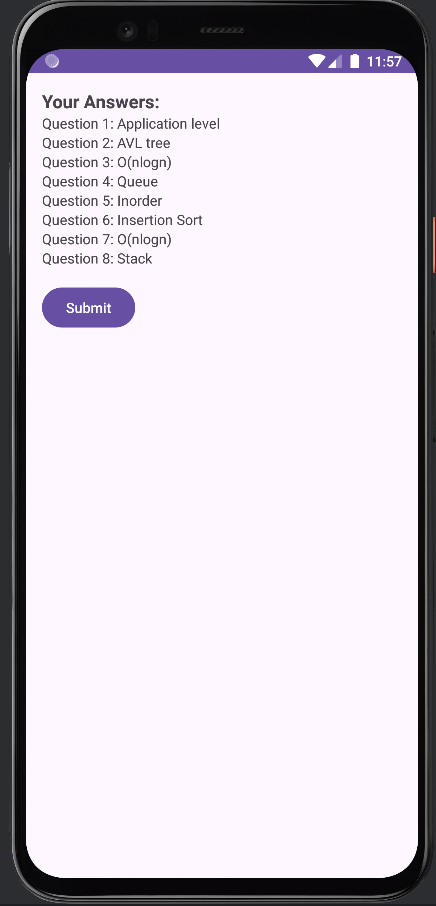 11:57
Your Answers:
Question 1: Application level
Question 2: AVL tree
Question 3: O(nlogn)
Question 4: Queue
Question 5: Inorder
Question 6: Insertion Sort
Question 7: O(nlogn)
Question 8: Stack
Submit